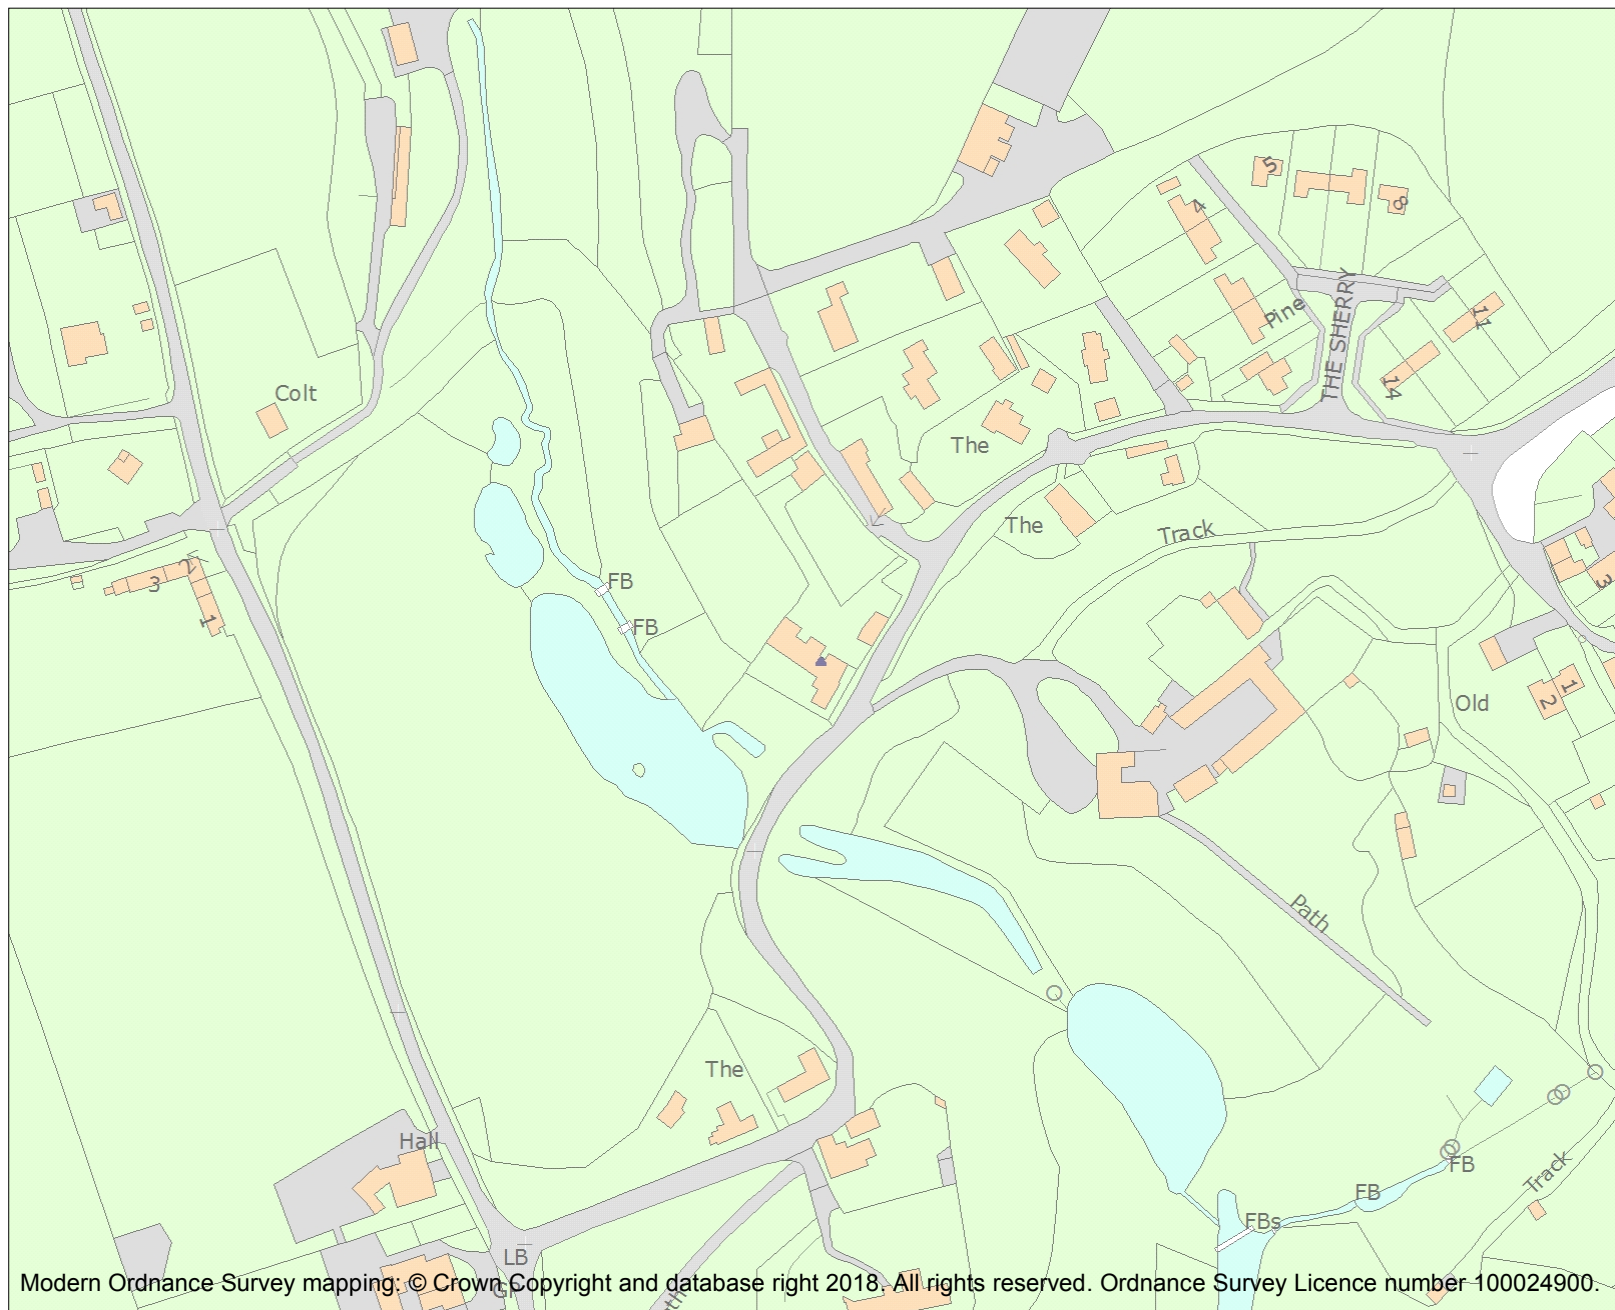 5
8
4
Pine
THE SHERRY
11
14
Colt
The
The
Track
3
2
1
FB
FB
3
Old
1
2
Path
The
Hall
FB
Track
FB
FBs
LB
GP
Modern Ordnance Survey mapping: © Crown Copyright and database right 2018. All rights reserved. Ordnance Survey Licence number 100024900.